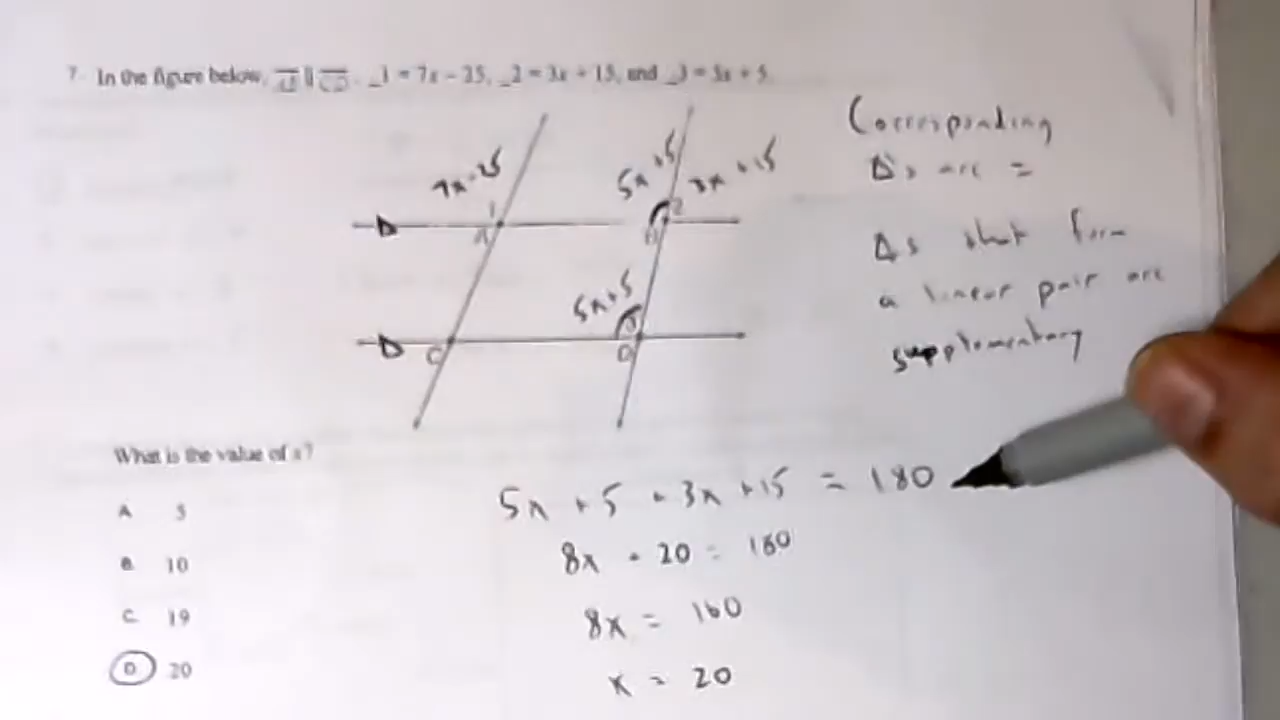 7. In the figure below, AB ∥ CD, ∠1 = 7x − 25, ∠2 = 3x + 15, and ∠3 = 5x + 5.
7x - 25
5x + 5
3x + 15
1
2
A
B
5x + 5
3
C
D
Corresponding
∆s are =
∆s that form
a linear pair are
supplementary
What is the value of x?
A. 5
B. 10
C. 19
D 20
5x + 5 + 3x + 15 = 180
8x + 20 = 180
8x = 160
x = 20